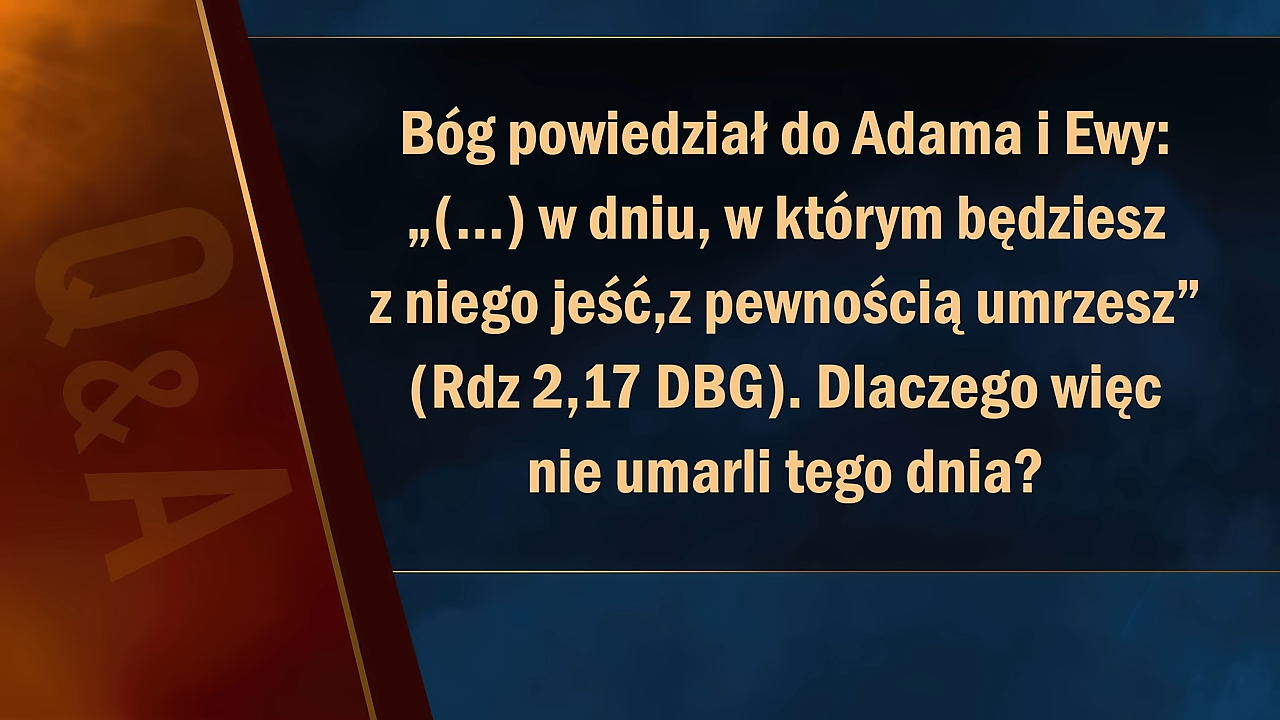 Q & A
Bóg powiedział do Adama i Ewy:
„(...) w dniu, w którym będziesz
z niego jeść,z pewnością umrzesz”
(Rdz 2,17 DBG). Dlaczego więc
nie umarli tego dnia?